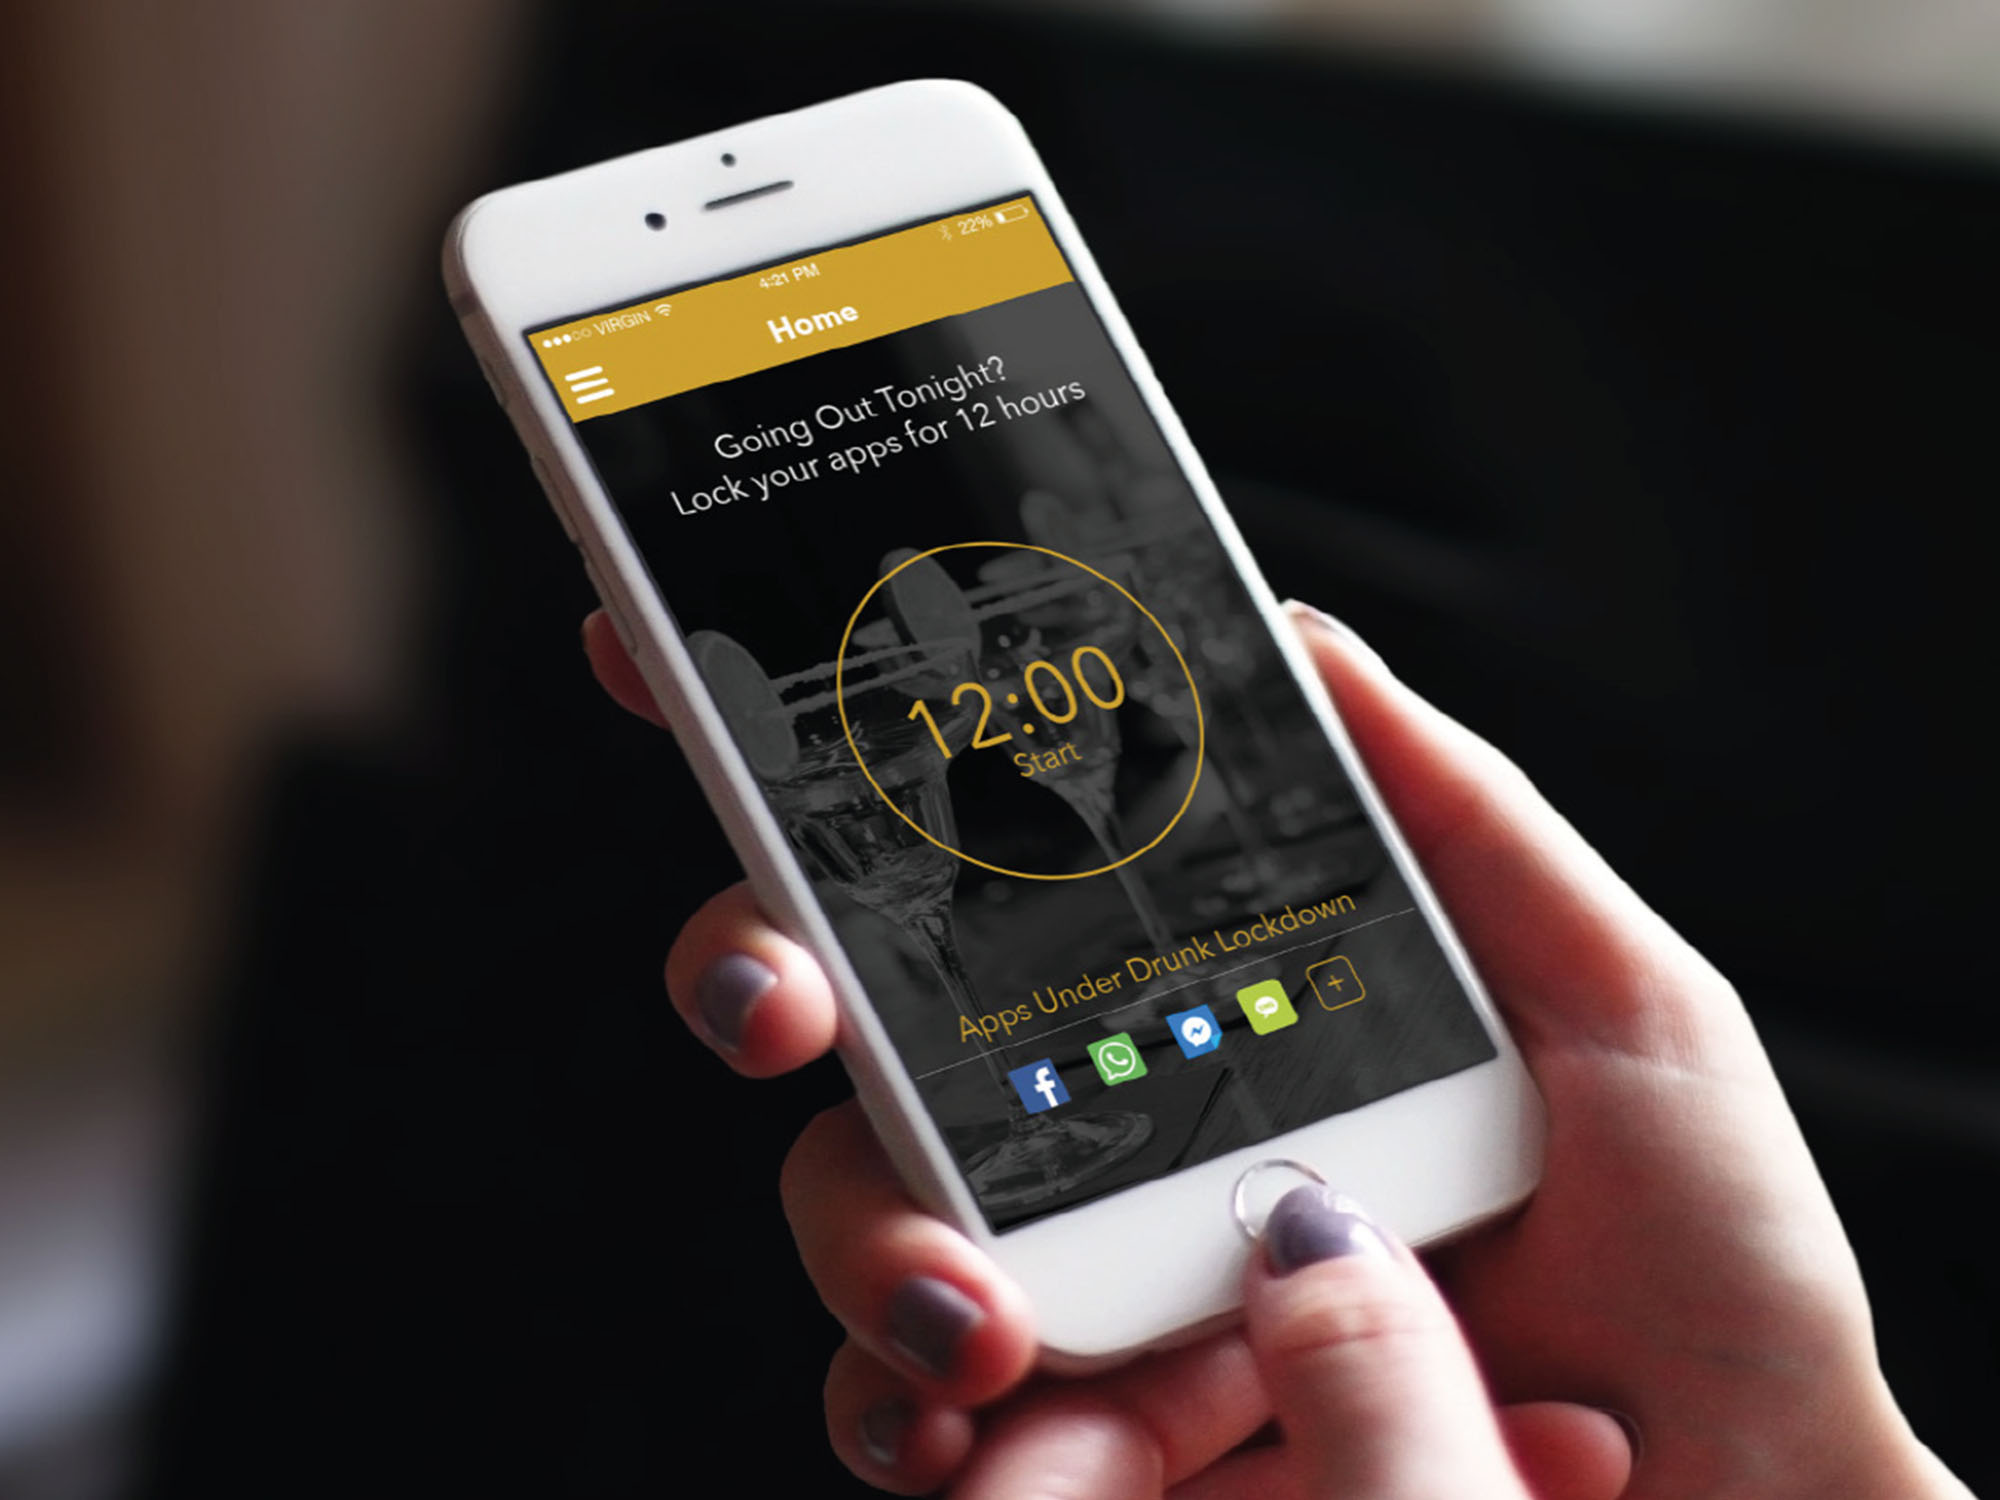 VIRGIN
4:21 PM
22%
Home
Going Out Tonight?
Lock your apps for 12 hours
12:00
Start
Apps Under Drunk Lockdown
f
+